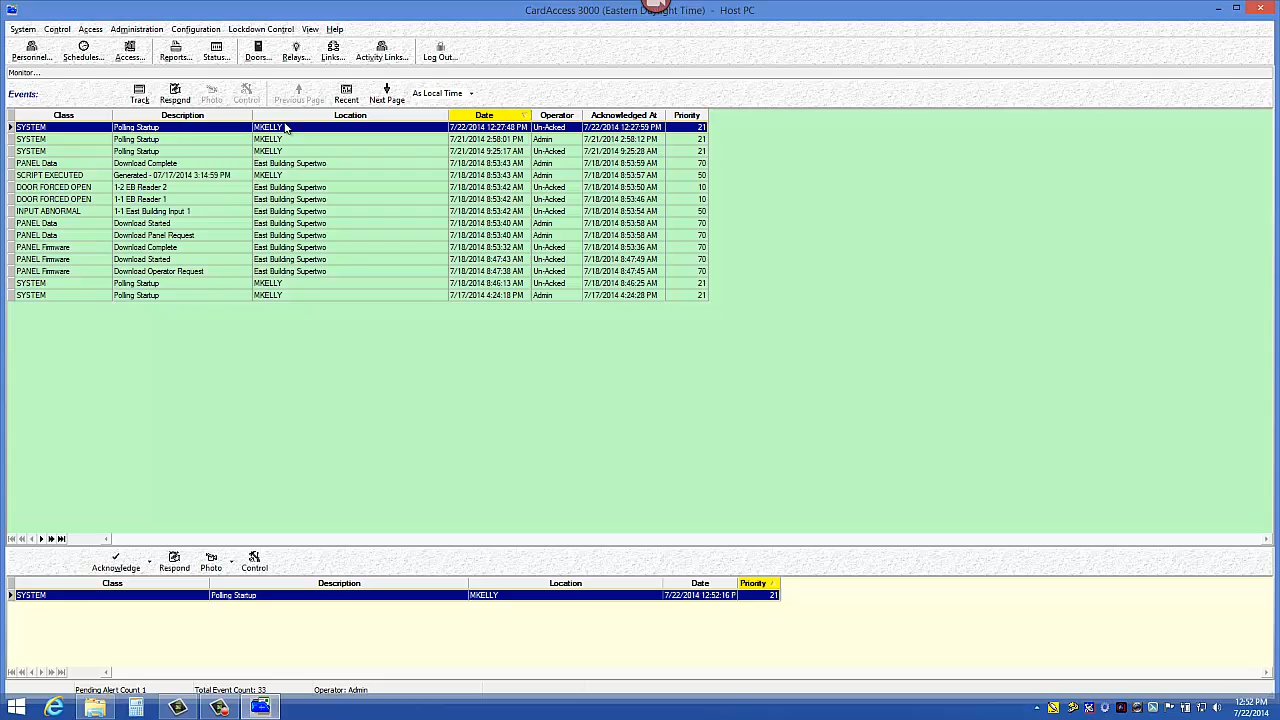 CardAccess 3000 (Eastern Daylight Time) - Host PC
System Control Access Administration Configuration Lockdown Control View Help
Personnel... Schedules... Access... Reports... Status... Doors... Relays... Links... Activity Links... Log Out...
Monitor...
Events: Track Respond Photo Control Previous Page Recent Next Page As Local Time
Class Description Location Date Operator Acknowledged At Priority
SYSTEM Polling Startup MKELLY 7/22/2014 12:27:48 PM Un-Acked 7/22/2014 12:27:59 PM 21
SYSTEM Polling Startup MKELLY 7/21/2014 2:58:01 PM Admin 7/21/2014 2:58:12 PM 21
SYSTEM Polling Startup MKELLY 7/21/2014 9:25:17 AM Un-Acked 7/21/2014 9:25:28 AM 21
PANEL Data Download Complete East Building Supertwo 7/18/2014 8:53:43 AM Admin 7/18/2014 8:53:59 AM 70
SCRIPT EXECUTED Generated - 07/17/2014 3:14:59 PM MKELLY 7/18/2014 8:53:43 AM Admin 7/18/2014 8:53:57 AM 50
DOOR FORCED OPEN 1-2 EB Reader 2 East Building Supertwo 7/18/2014 8:53:42 AM Un-Acked 7/18/2014 8:53:50 AM 10
DOOR FORCED OPEN 1-1 EB Reader 1 East Building Supertwo 7/18/2014 8:53:42 AM Un-Acked 7/18/2014 8:53:46 AM 10
INPUT ABNORMAL 1-1 East Building Input 1 East Building Supertwo 7/18/2014 8:53:42 AM Un-Acked 7/18/2014 8:53:54 AM 50
PANEL Data Download Started East Building Supertwo 7/18/2014 8:53:40 AM Admin 7/18/2014 8:53:58 AM 70
PANEL Data Download Panel Request East Building Supertwo 7/18/2014 8:53:40 AM Admin 7/18/2014 8:53:58 AM 70
PANEL Firmware Download Complete East Building Supertwo 7/18/2014 8:53:32 AM Un-Acked 7/18/2014 8:53:36 AM 70
PANEL Firmware Download Started East Building Supertwo 7/18/2014 8:47:43 AM Un-Acked 7/18/2014 8:47:49 AM 70
PANEL Firmware Download Operator Request East Building Supertwo 7/18/2014 8:47:38 AM Un-Acked 7/18/2014 8:47:45 AM 70
SYSTEM Polling Startup MKELLY 7/18/2014 8:46:13 AM Un-Acked 7/18/2014 8:46:25 AM 21
SYSTEM Polling Startup MKELLY 7/17/2014 4:24:18 PM Admin 7/17/2014 4:24:28 PM 21
Acknowledge Respond Photo Control
Class Description Location Date Priority
SYSTEM Polling Startup MKELLY 7/22/2014 12:52:16 P 21
Pending Alert Count 1 Total Event Count: 33 Operator: Admin
12:52 PM
7/22/2014